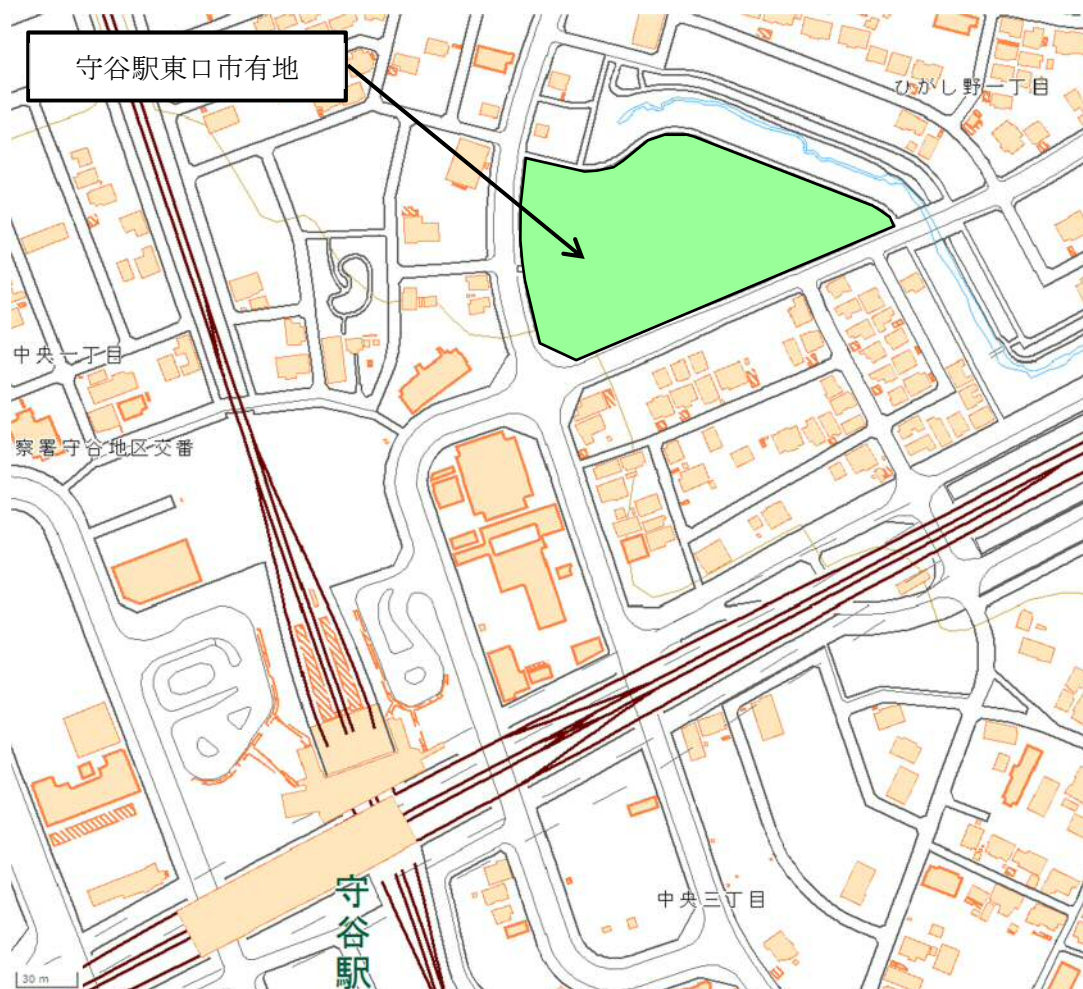 守谷駅東口市有地
ひがし野一丁目
中央一丁目
察署守谷地区交番
中央三丁目
守谷駅
30 m